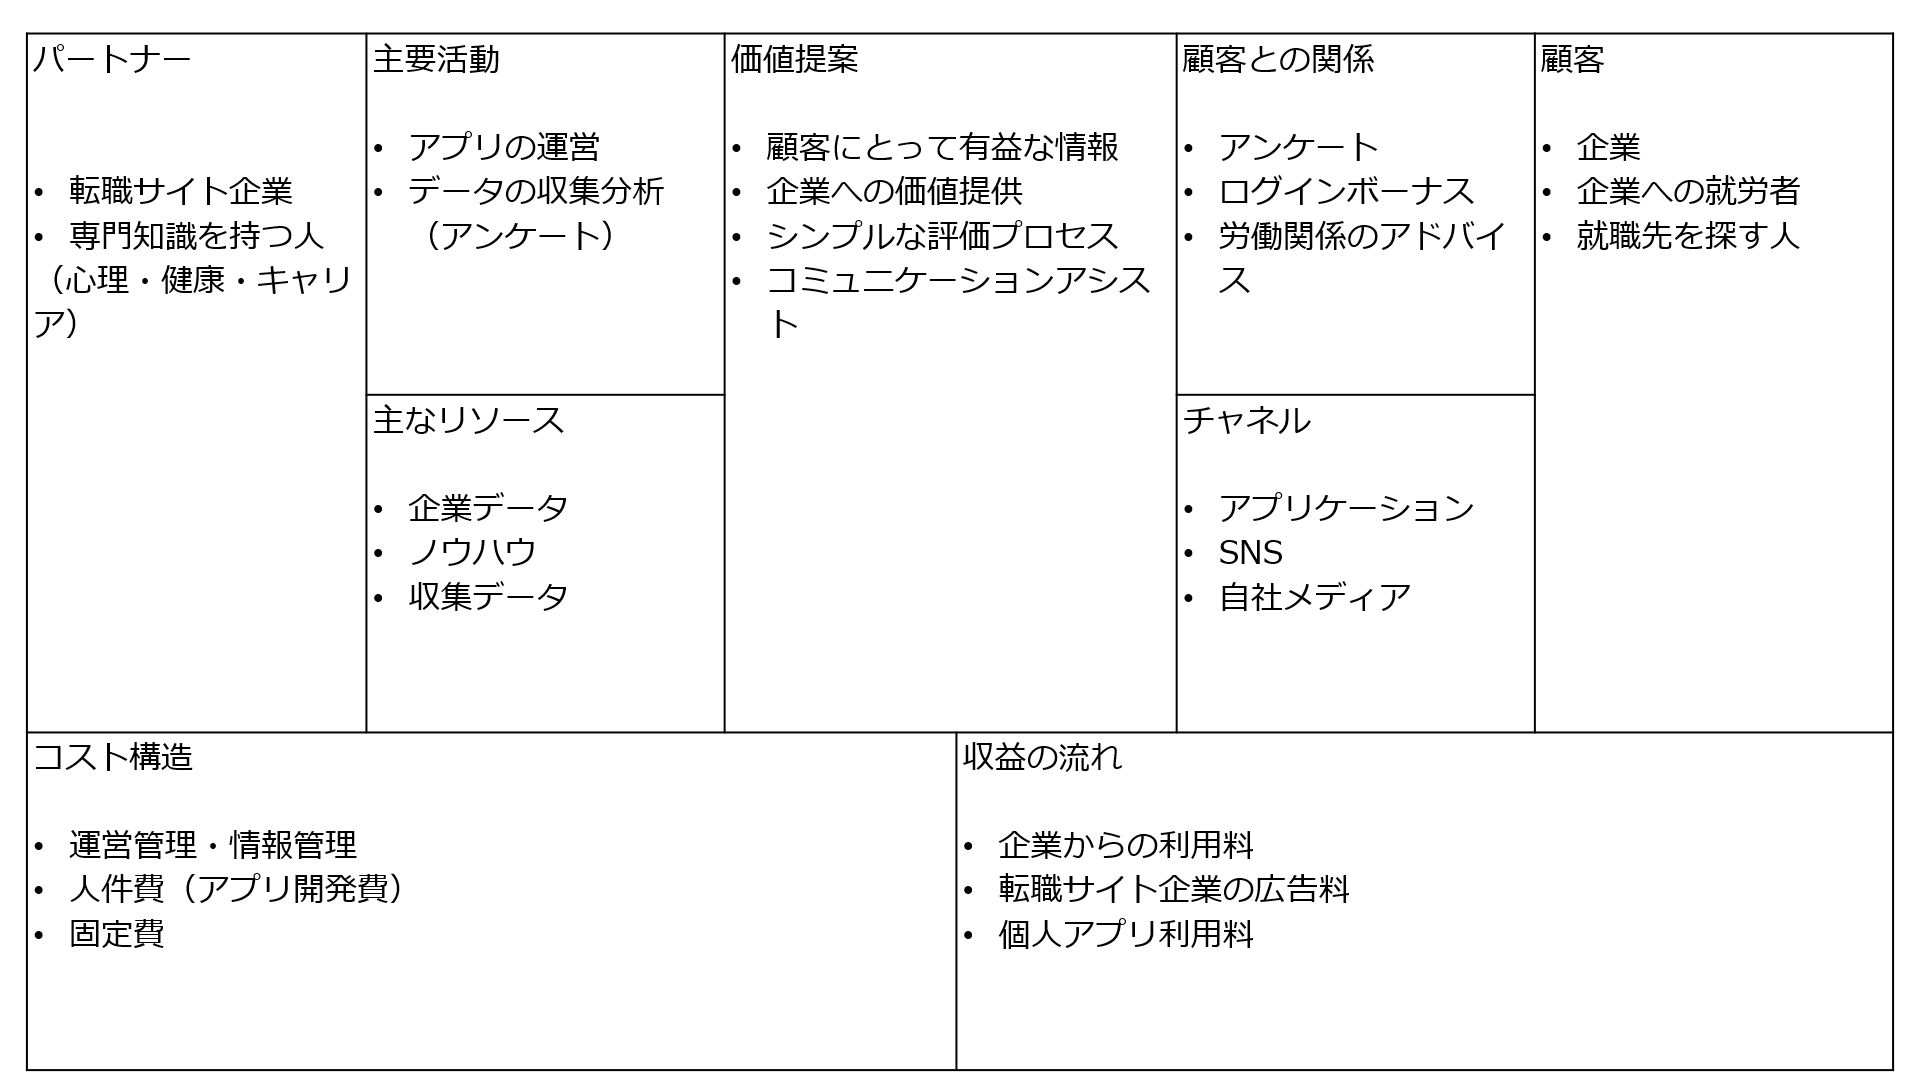 パートナー
• 転職サイト企業
• 専門知識を持つ人
（心理・健康・キャリ
ア）
主要活動
• アプリの運営
• データの収集分析
（アンケート）
主なリソース
• 企業データ
• ノウハウ
• 収集データ
価値提案
• 顧客にとって有益な情報
• 企業への価値提供
• シンプルな評価プロセス
• コミュニケーションアシス
ト
顧客との関係
• アンケート
• ログインボーナス
• 労働関係のアドバイ
ス
チャネル
• アプリケーション
• SNS
• 自社メディア
顧客
• 企業
• 企業への就労者
• 就職先を探す人
コスト構造
• 運営管理・情報管理
• 人件費（アプリ開発費）
• 固定費
収益の流れ
• 企業からの利用料
• 転職サイト企業の広告料
• 個人アプリ利用料